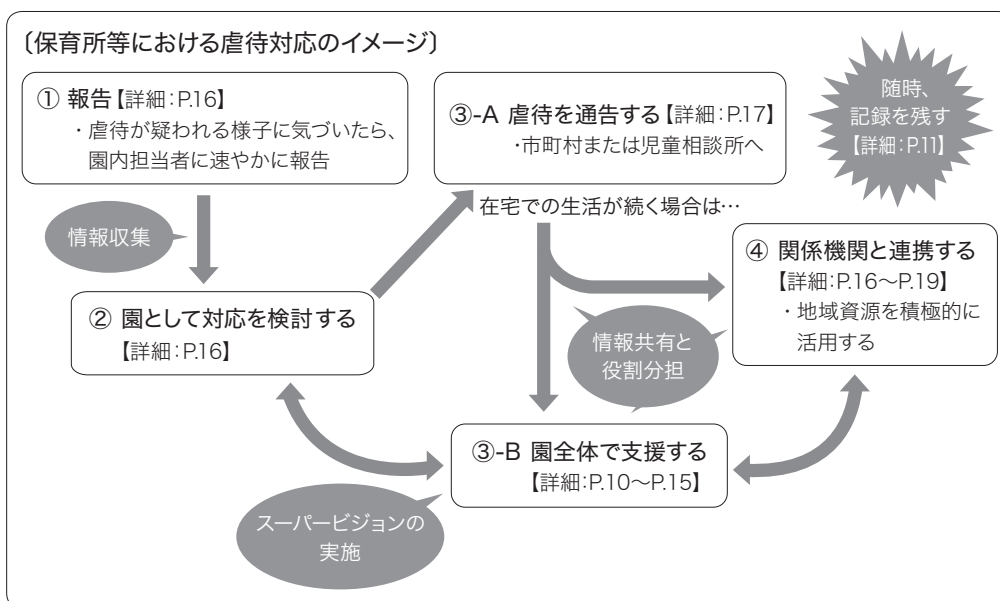 〔保育所等における虐待対応のイメージ〕
① 報告【詳細：P.16】
・虐待が疑われる様子に気づいたら、
園内担当者に速やかに報告
③-A 虐待を通告する【詳細：P.17】
・市町村または児童相談所へ
随時、
記録を残す
【詳細：P.11】
在宅での生活が続く場合は…
情報収集
④ 関係機関と連携する
【詳細：P.16〜P.19】
・地域資源を積極的に
活用する
② 園として対応を検討する
【詳細：P.16】
情報共有と
役割分担
③-B 園全体で支援する
【詳細：P.10〜P.15】
スーパービジョンの
実施